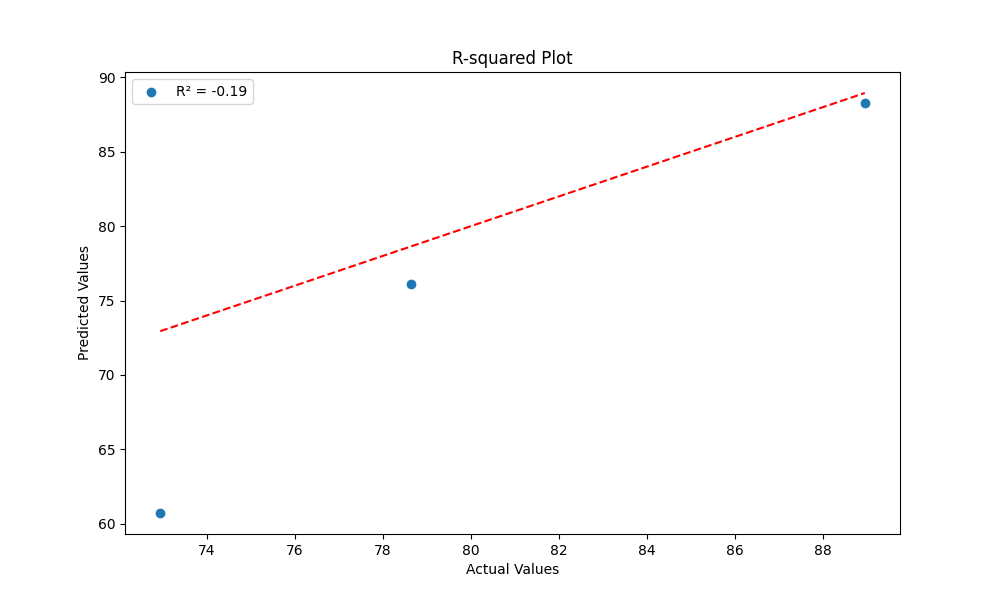 R-squared Plot
R² = -0.19
90
85
80
75
70
65
60
Predicted Values
74 76 78 80 82 84 86 88
Actual Values